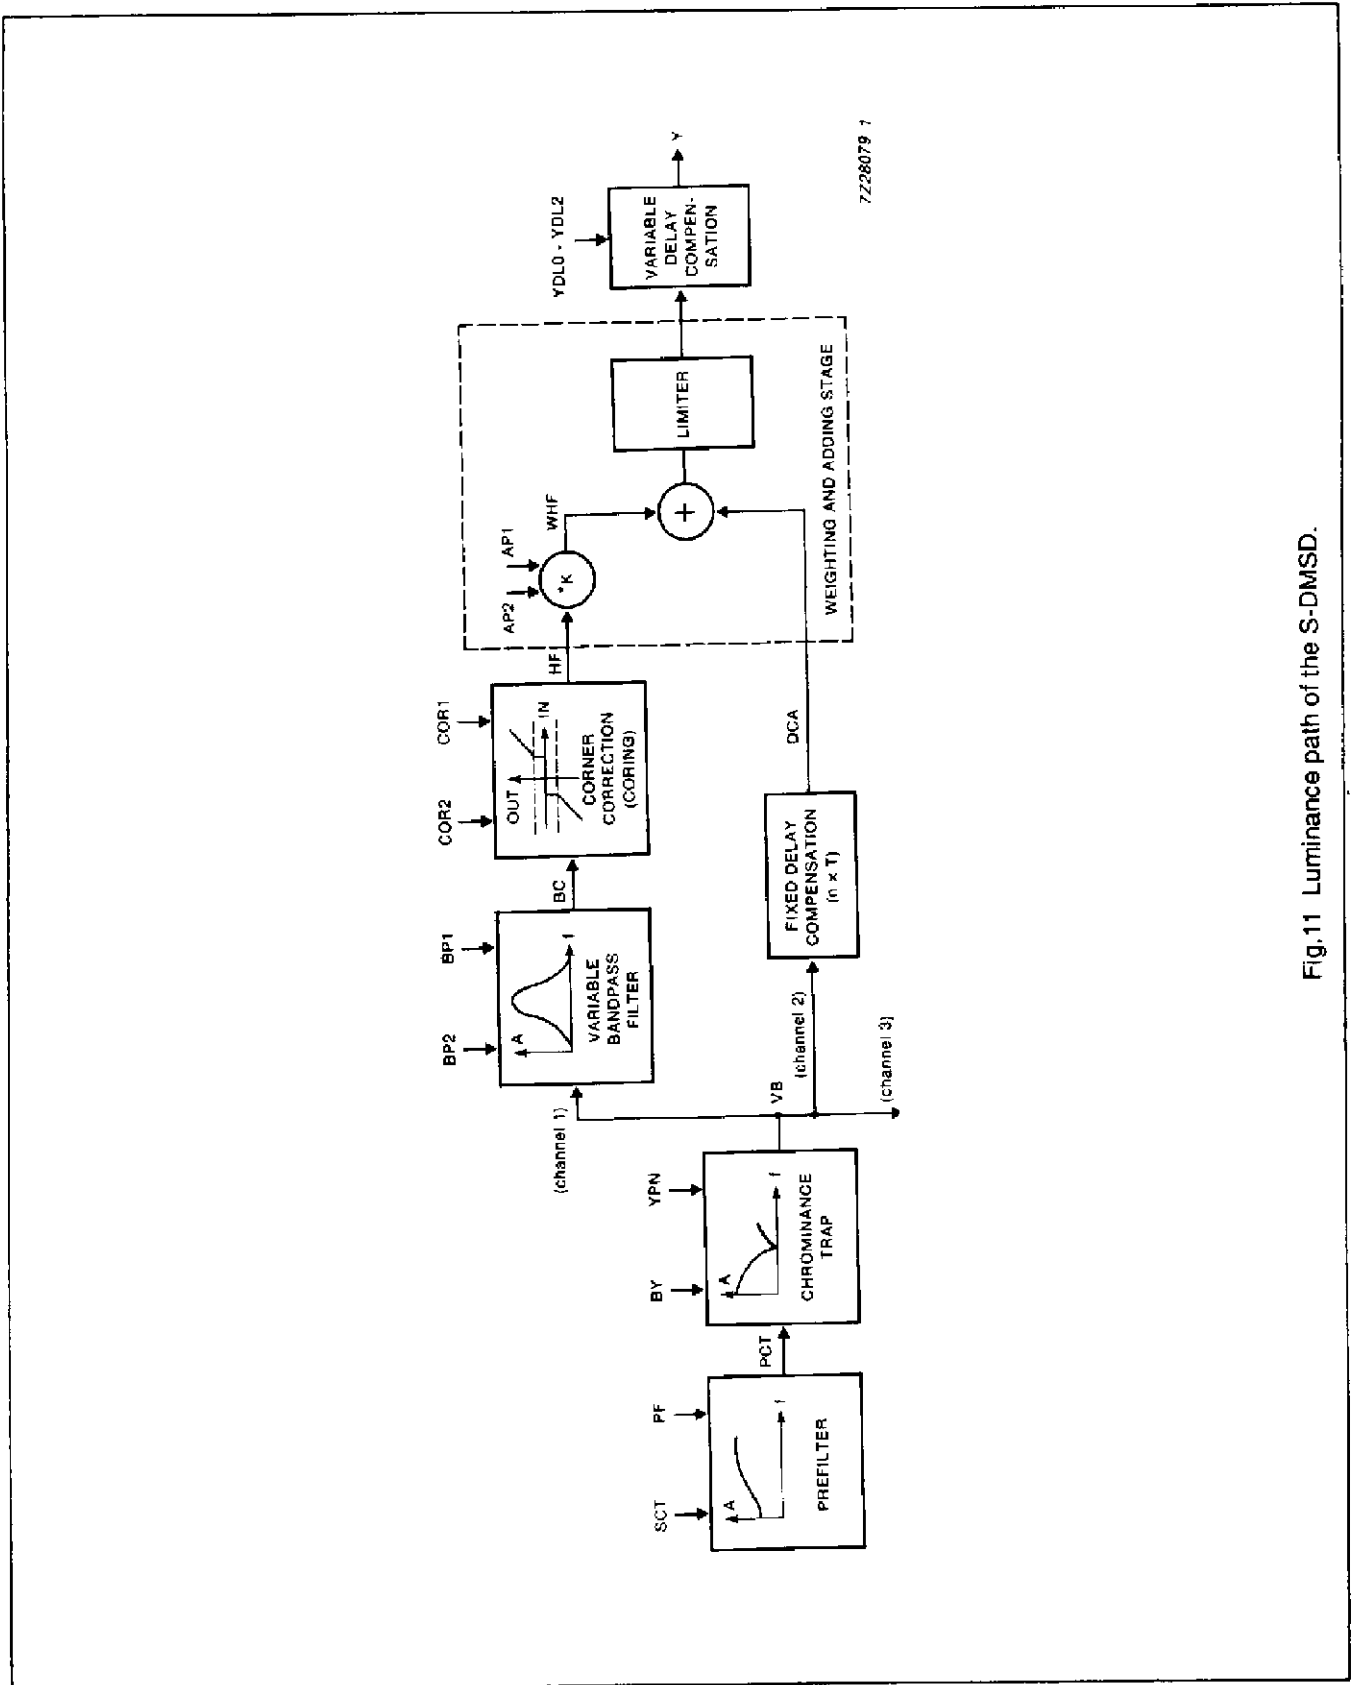 SCT
PF
A
f
PREFILTER
PCT
BY
YPN
A
f
CHROMINANCE
TRAP
VB
(channel 1)
(channel 2)
(channel 3)
BP2
BP1
A
f
VARIABLE
BANDPASS
FILTER
BC
COR2
COR1
OUT
IN
CORNER
CORRECTION
(CORING)
HF
FIXED DELAY
COMPENSATION
(n x T)
DCA
AP2
AP1
*K
WHF
+
LIMITER
WEIGHTING AND ADDING STAGE
YDL0 - YDL2
VARIABLE
DELAY
COMPEN-
SATION
Y
7Z28079 1
Fig.11 Luminance path of the S-DMSD.